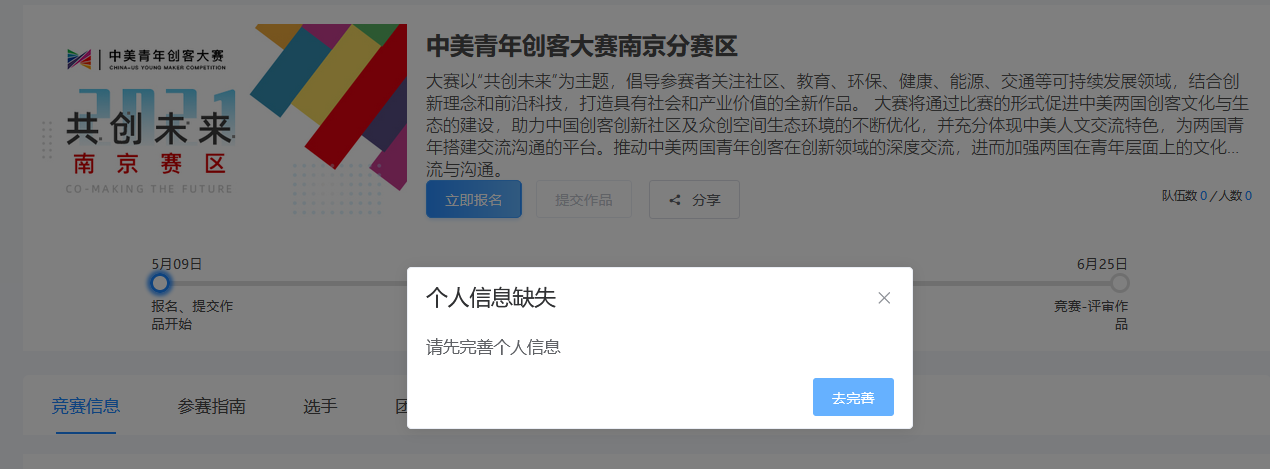 中美青年创客大赛
CHINA-US YOUNG MAKER COMPETITION
2021
共创未来
南京赛区
CO-MAKING THE FUTURE
中美青年创客大赛南京分赛区
大赛以“共创未来”为主题，倡导参赛者关注社区、教育、环保、健康、能源、交通等可持续发展领域，结合创
新理念和前沿科技，打造具有社会和产业价值的全新作品。 大赛将通过比赛的形式促进中美两国创客文化与生
态的建设，助力中国创客创新社区及众创空间生态环境的不断优化，并充分体现中美人文交流特色，为两国青
年搭建交流沟通的平台。推动中美两国青年创客在创新领域的深度交流，进而加强两国在青年层面上的文化...
流与沟通。
立即报名
提交作品
分享
队伍数 0 / 人数 0
5月09日
6月25日
报名、提交作
品开始
竞赛-评审作
品
个人信息缺失
请先完善个人信息
去完善
竞赛信息
参赛指南
选手